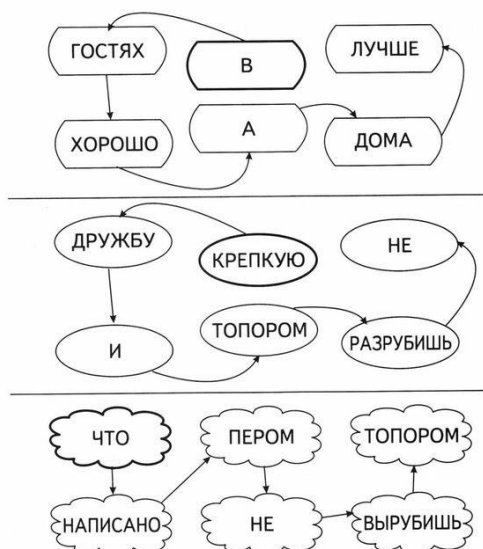 ГОСТЯХ В ЛУЧШЕ
ХОРОШО А ДОМА
ДРУЖБУ КРЕПКУЮ НЕ
И ТОПОРОМ РАЗРУБИШЬ
ЧТО ПЕРОМ ТОПОРОМ
НАПИСАНО НЕ ВЫРУБИШЬ